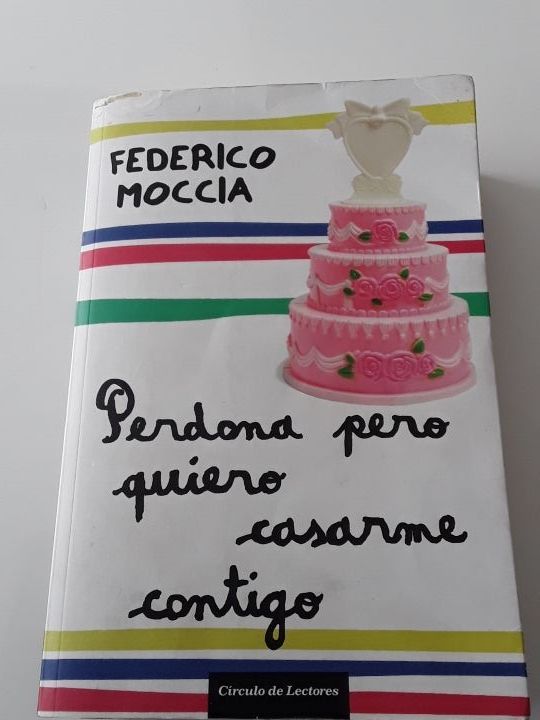 FEDERICO
MOCCIA
Perdona pero
quiero
casarme
contigo
Círculo de Lectores